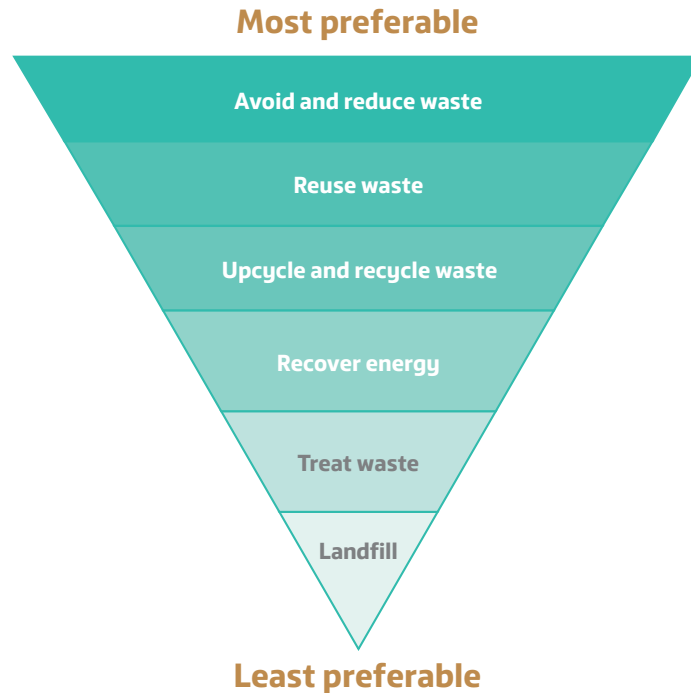 Most preferable
Avoid and reduce waste
Reuse waste
Upcycle and recycle waste
Recover energy
Treat waste
Landfill
Least preferable